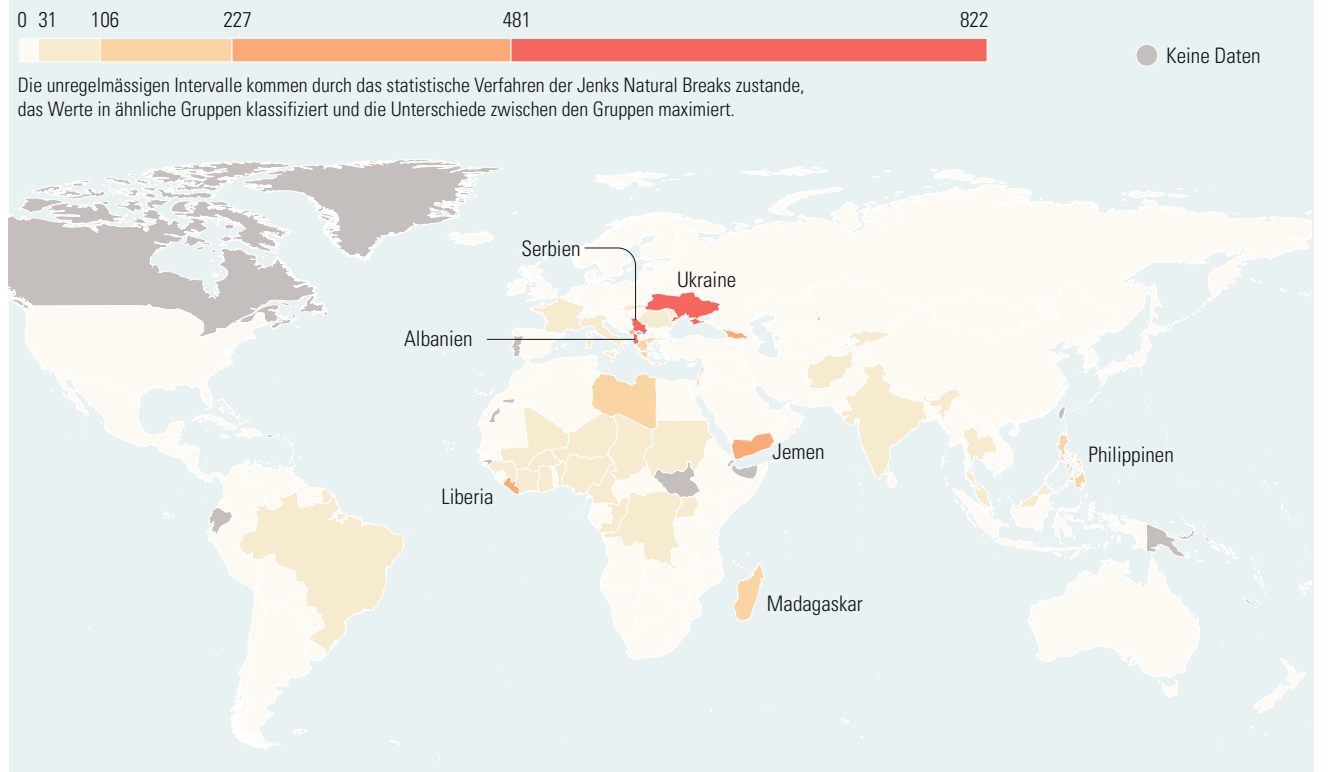 0 31 106 227 481 822
Keine Daten
Die unregelmässigen Intervalle kommen durch das statistische Verfahren der Jenks Natural Breaks zustande,
das Werte in ähnliche Gruppen klassifiziert und die Unterschiede zwischen den Gruppen maximiert.
Serbien
Ukraine
Albanien
Jemen
Philippinen
Liberia
Madagaskar